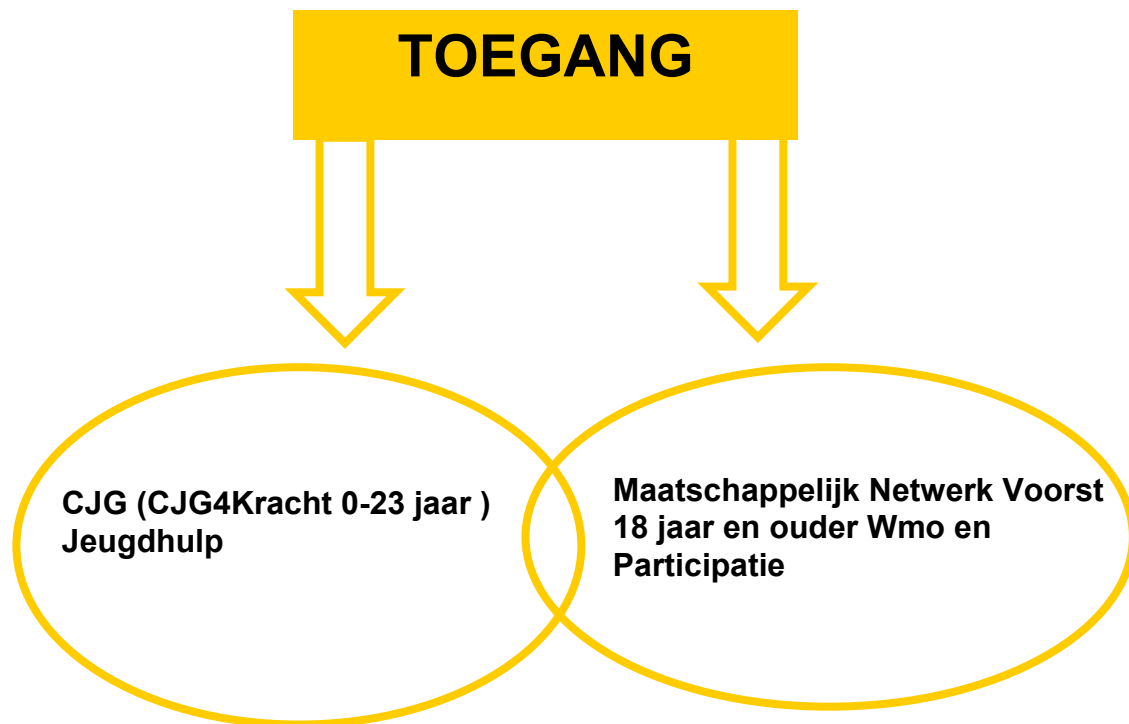 TOEGANG
CJG (CJG4Kracht 0-23 jaar )
Jeugdhulp
Maatschappelijk Netwerk Voorst
18 jaar en ouder Wmo en
Participatie